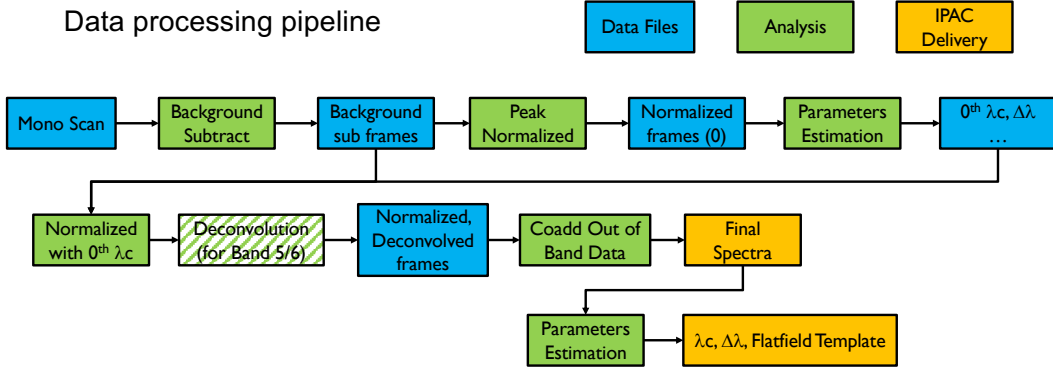 Data processing pipeline
Data Files
Analysis
IPAC
Delivery
Mono Scan
Background
Subtract
Background
sub frames
Peak
Normalized
Normalized
frames (0)
Parameters
Estimation
0th λc, Δλ
...
Normalized
with 0th λc
Deconvolution
(for Band 5/6)
Normalized,
Deconvolved
frames
Coadd Out of
Band Data
Final
Spectra
Parameters
Estimation
λc, Δλ, Flatfield Template